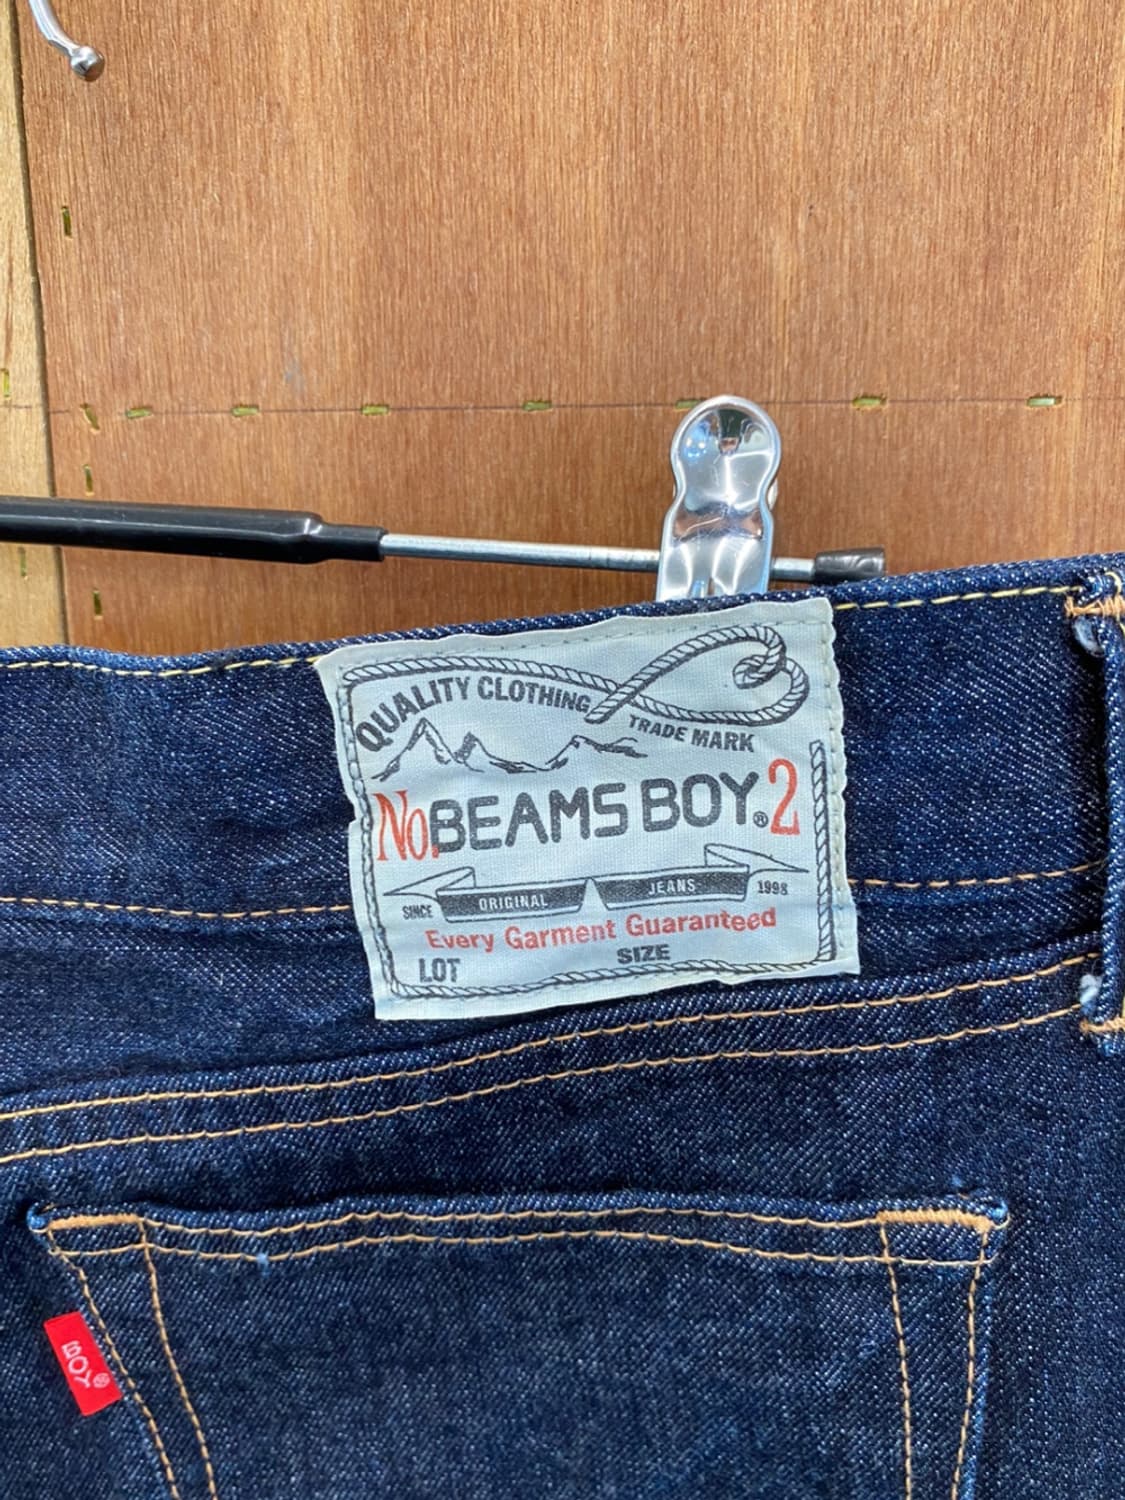 QUALITY CLOTHING
TRADE MARK
No.BEAMS BOY®2
SINCE ORIGINAL JEANS 1998
Every Garment Guaranteed
LOT SIZE
BOY®